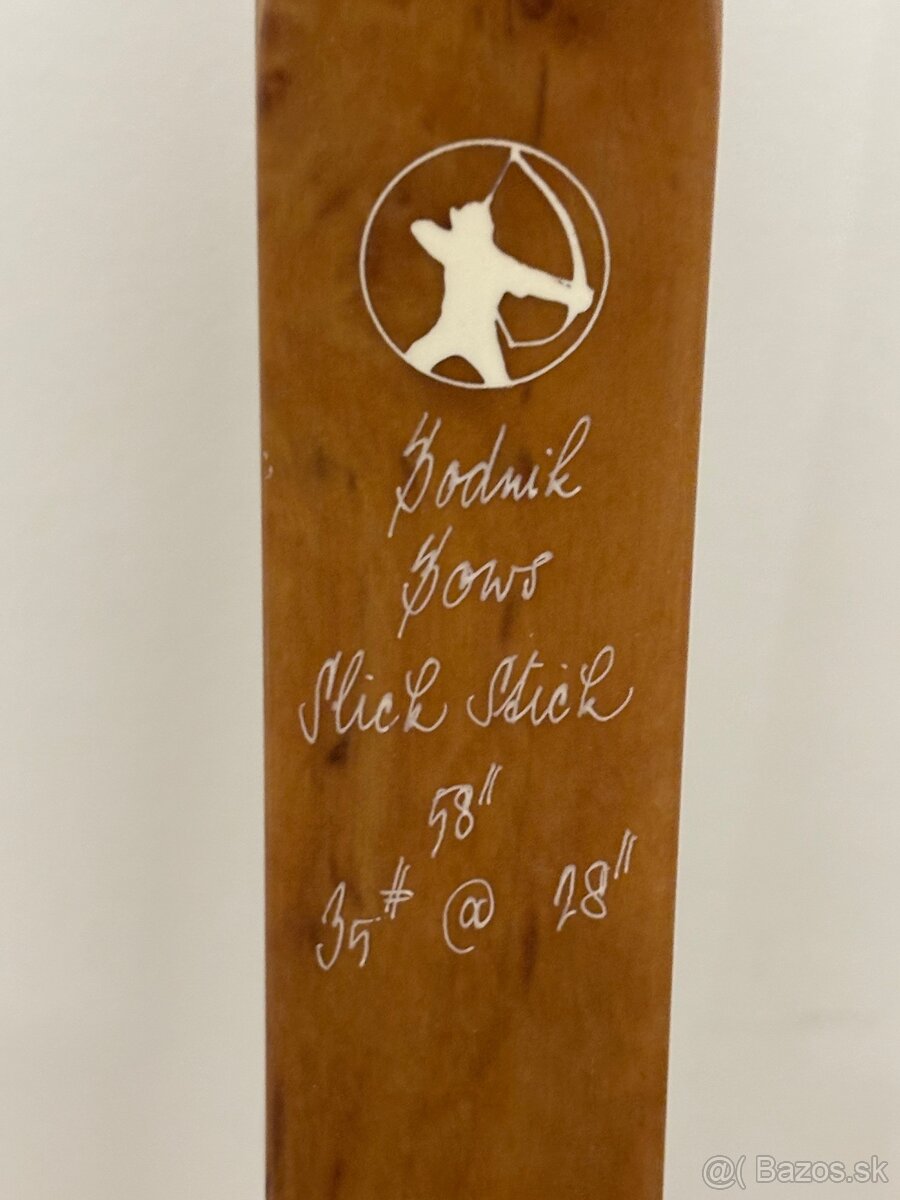 Bodnik
Bows
Slick Stick
58"
35# @ 28"
@( Bazos.sk